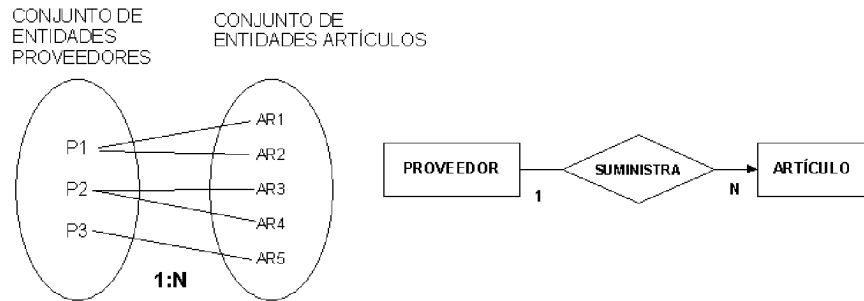 CONJUNTO DE
ENTIDADES
PROVEEDORES
CONJUNTO DE
ENTIDADES ARTÍCULOS
P1
P2
P3
AR1
AR2
AR3
AR4
AR5
1:N
PROVEEDOR
1
SUMINISTRA
N
ARTÍCULO